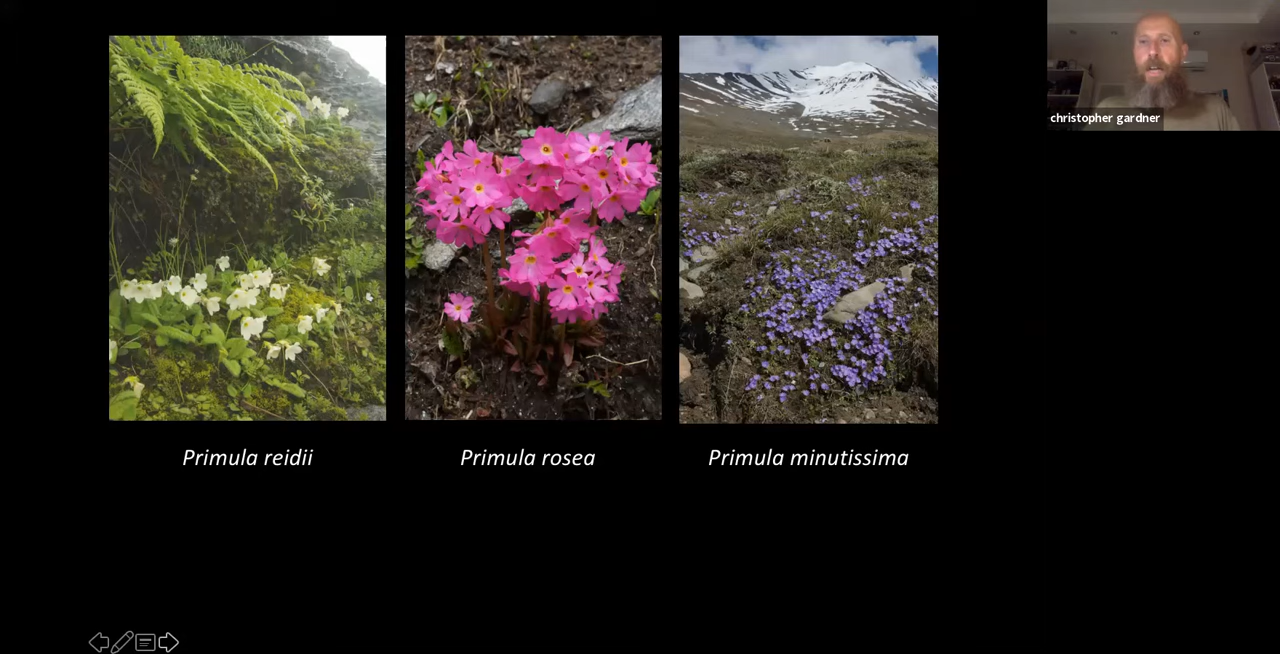 christopher gardner
Primula reidii
Primula rosea
Primula minutissima